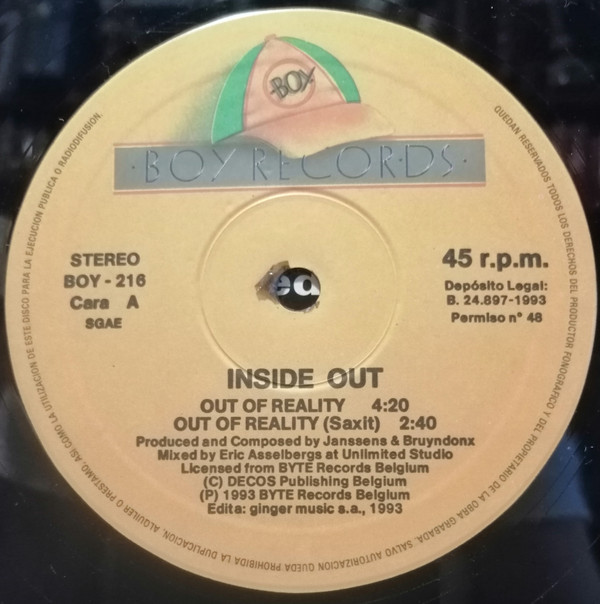 BOY
·BOY RECORDS·
STEREO
BOY - 216
Cara A
SGAE
45 r.p.m.
Depósito Legal:
B. 24.897-1993
Permiso n° 48
INSIDE OUT
OUT OF REALITY 4:20
OUT OF REALITY (Saxit) 2:40
Produced and Composed by Janssens & Bruyndonx
Mixed by Eric Asselbergs at Unlimited Studio
Licensed from BYTE Records Belgium
(C) DECOS Publishing Belgium
(P) 1993 BYTE Records Belgium
Edita: ginger music s.a., 1993
QUEDAN RESERVADOS TODOS LOS DERECHOS DEL PRODUCTOR FONOGRAFICO Y DEL PROPIETARIO DE LA OBRA GRABADA, SALVO AUTORIZACION QUEDA PROHIBIDA LA DUPLICACION, ALQUILER O PRESTAMO, ASI COMO LA UTILIZACION DE ESTE DISCO PARA LA EJECUCION PUBLICA O RADIODIFUSION.